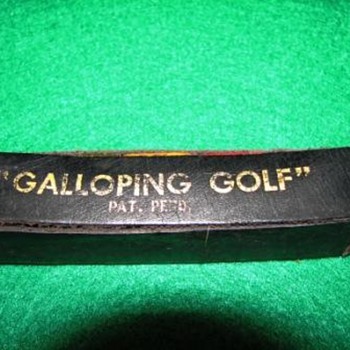 "GALLOPING GOLF"
PAT. PEND.